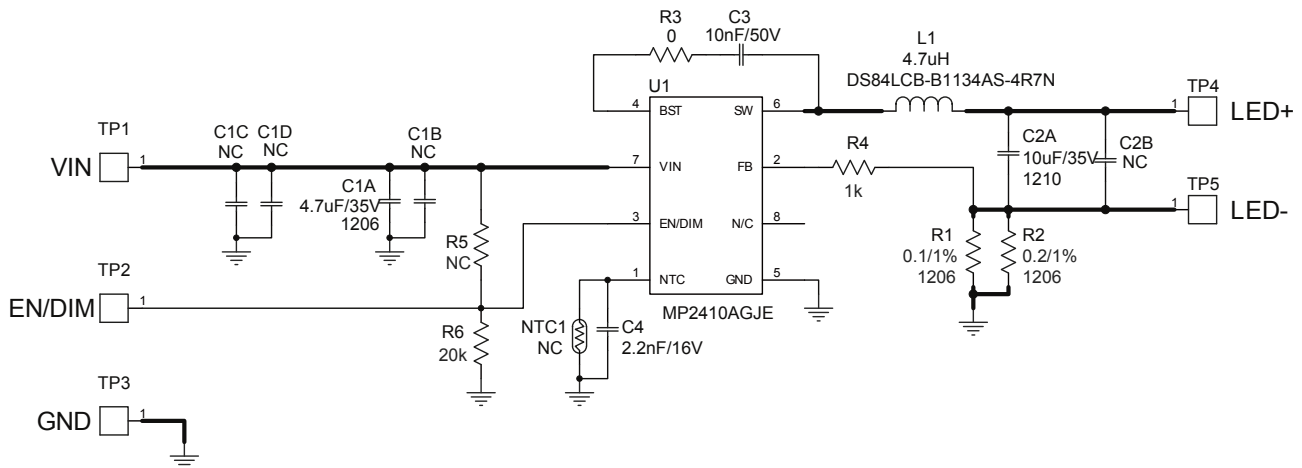 R3
0
C3
10nF/50V
L1
4.7uH
DS84LCB-B1134AS-4R7N
U1
4
BST
SW
6
1
TP4
LED+
TP1
VIN
1
C1C
NC
C1D
NC
C1B
NC
C1A
4.7uF/35V
1206
7
VIN
FB
2
R4
1k
C2A
10uF/35V
1210
C2B
NC
1
TP5
LED-
3
EN/DIM
N/C
8
R5
NC
R1
0.1/1%
1206
R2
0.2/1%
1206
TP2
EN/DIM
1
1
NTC
GND
5
MP2410AGJE
R6
20k
NTC1
NC
C4
2.2nF/16V
TP3
GND
1